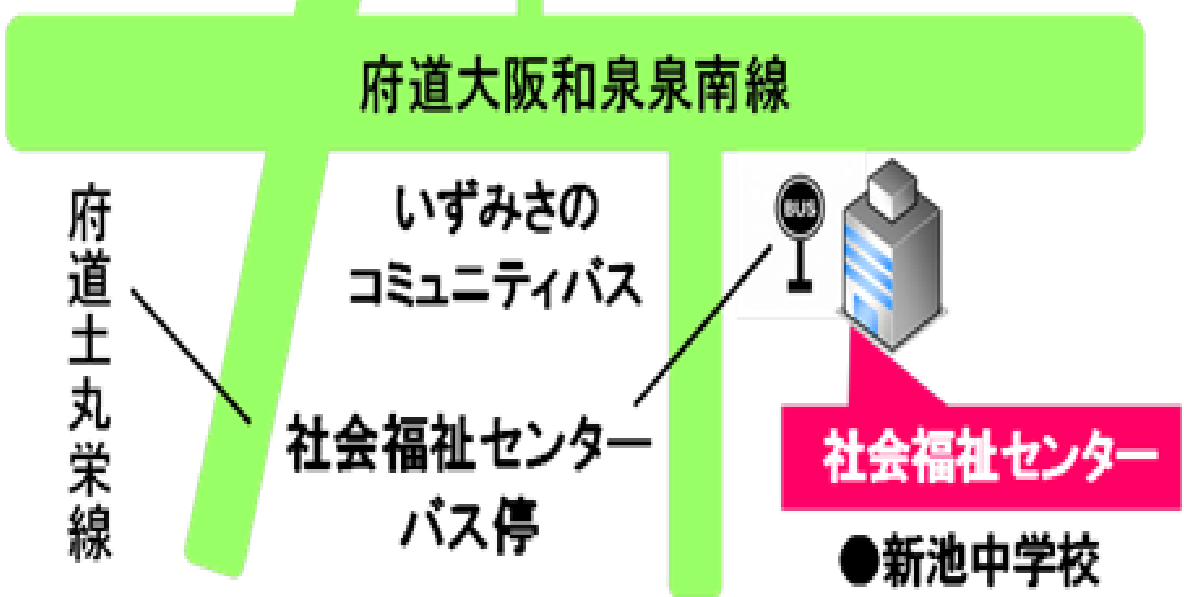 府道大阪和泉泉南線
府道土丸栄線
いずみさの
コミュニティバス
BUS
社会福祉センター
バス停
社会福祉センター
●新池中学校